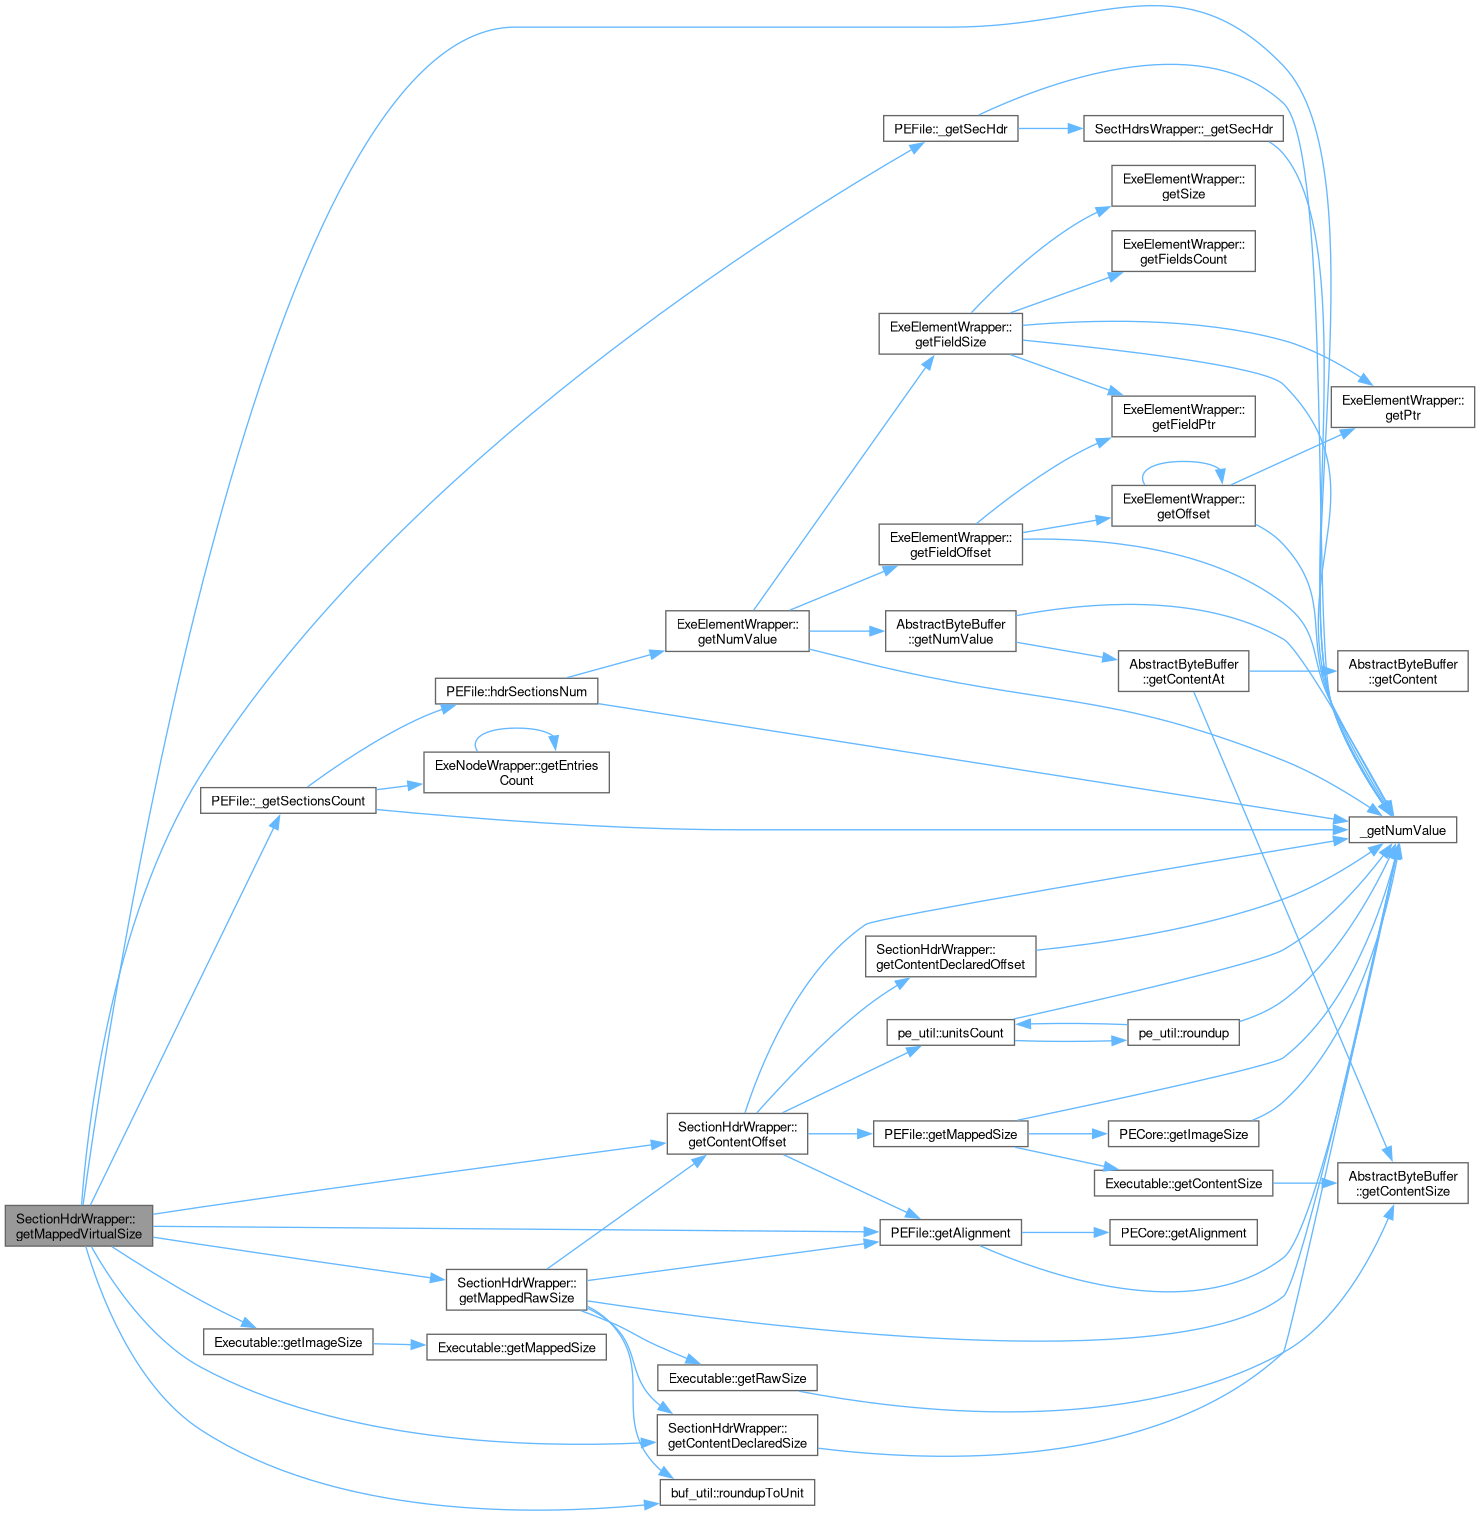 PEFile::_getSecHdr
SectHdrsWrapper::_getSecHdr
ExeElementWrapper::
getSize
ExeElementWrapper::
getFieldsCount
ExeElementWrapper::
getFieldSize
ExeElementWrapper::
getPtr
ExeElementWrapper::
getFieldPtr
ExeElementWrapper::
getOffset
ExeElementWrapper::
getFieldOffset
ExeElementWrapper::
getNumValue
AbstractByteBuffer
::getNumValue
AbstractByteBuffer
::getContentAt
AbstractByteBuffer
::getContent
PEFile::hdrSectionsNum
ExeNodeWrapper::getEntries
Count
PEFile::_getSectionsCount
_getNumValue
SectionHdrWrapper::
getContentDeclaredOffset
pe_util::unitsCount
pe_util::roundup
SectionHdrWrapper::
getContentOffset
PEFile::getMappedSize
PECore::getImageSize
Executable::getContentSize
AbstractByteBuffer
::getContentSize
SectionHdrWrapper::
getMappedVirtualSize
PEFile::getAlignment
PECore::getAlignment
SectionHdrWrapper::
getMappedRawSize
Executable::getImageSize
Executable::getMappedSize
Executable::getRawSize
SectionHdrWrapper::
getContentDeclaredSize
buf_util::roundupToUnit